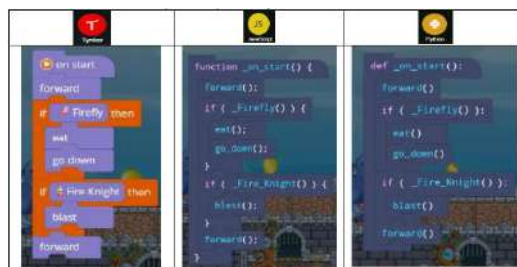 Tynker
JS
JavaScript
Python
on start
forward
if Firefly then
eat
go down
if Fire Knight then
blast
forward
function _on_start() {
forward();
if ( _Firefly() ) {
eat();
go_down();
}
if ( _Fire_Knight() ) {
blest();
}
forward();
}
def _on_start():
forward()
if ( _Firefly() ):
eat()
go_down()
if ( _Fire_Knight() ):
blast()
forward()